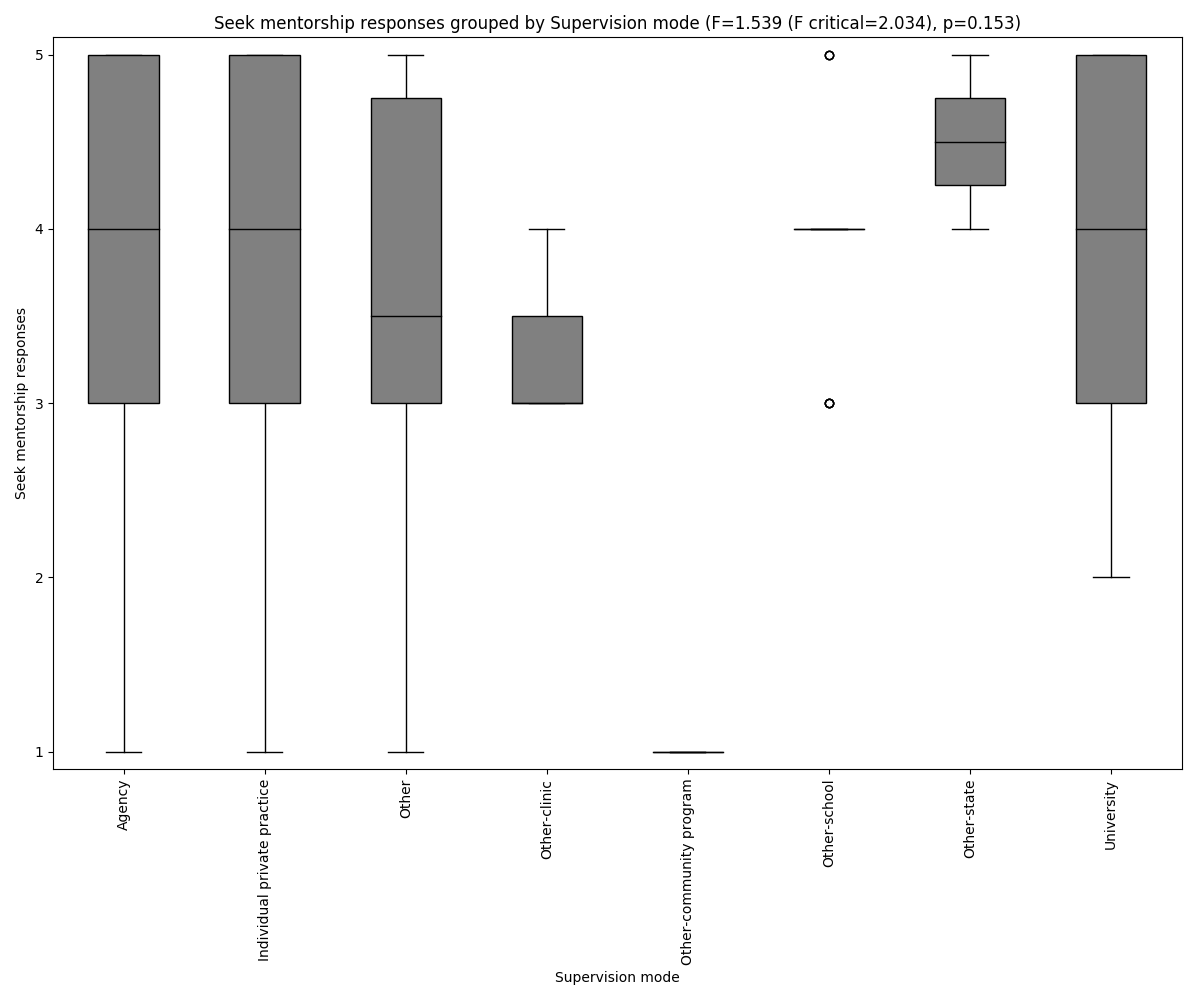 Seek mentorship responses grouped by Supervision mode (F=1.539 (F critical=2.034), p=0.153)
Seek mentorship responses
5
4
3
2
1
Agency
Individual private practice
Other
Other-clinic
Other-community program
Other-school
Other-state
University
Supervision mode